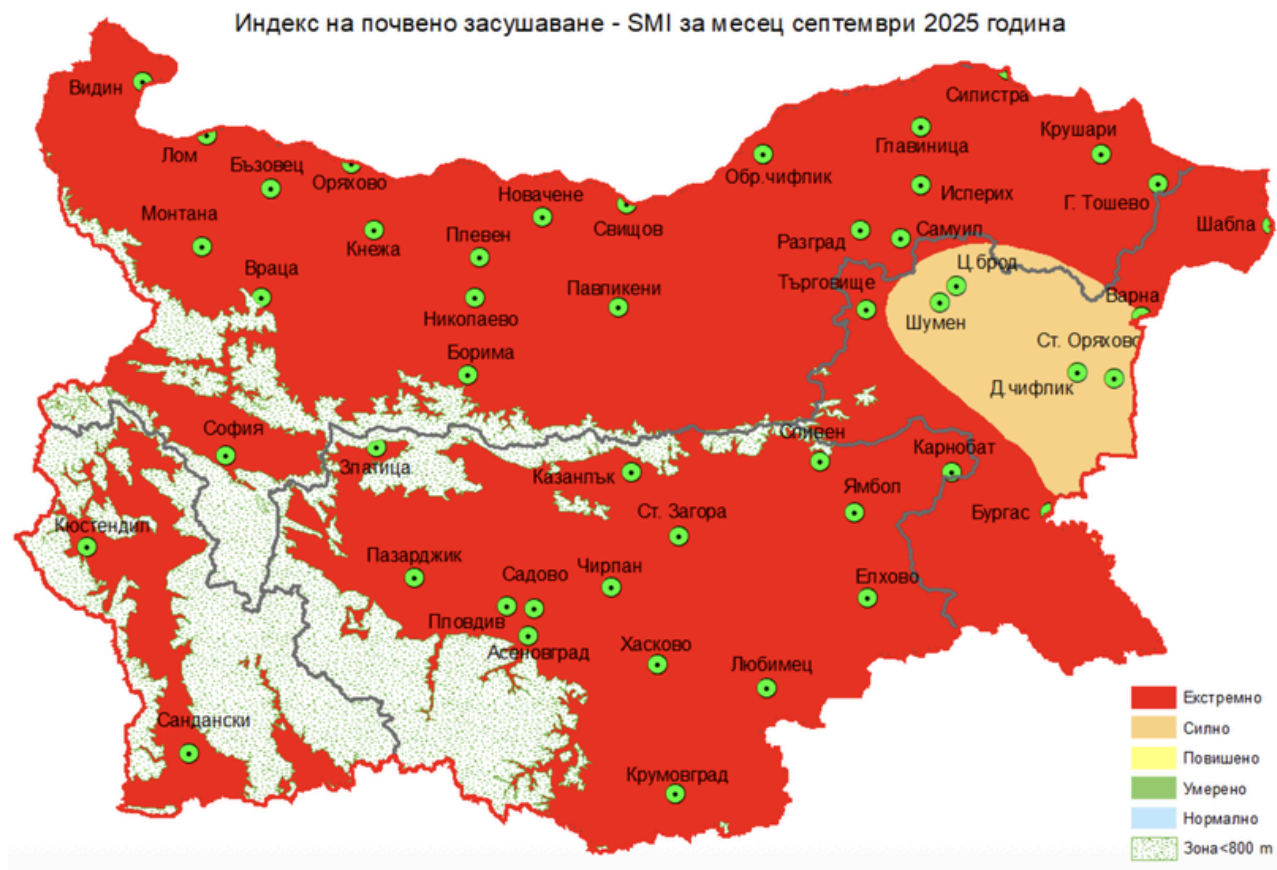 Индекс на почвено засушаване - SMI за месец септември 2025 година
Видин
Лом
Бъзовец
Оряхово
Монтана
Кнежа
Враца
Новачене
Свищов
Плевен
Николаево
Павликени
Борима
Силистра
Главиница
Крушари
Обр.чифлик
Исперих
Г. Тошево
Шабла
Разград
Самуил
Ц.брод
Търговище
Шумен
Варна
Ст. Оряхово
Д.чифлик
София
Златица
Казанлък
Сливен
Карнобат
Ямбол
Бургас
Ст. Загора
Кюстендил
Пазарджик
Садово
Чирпан
Елхово
Пловдив
Асеновград
Хасково
Любимец
Сандански
Крумовград
Екстремно
Силно
Повишено
Умерено
Нормално
Зона<800 m